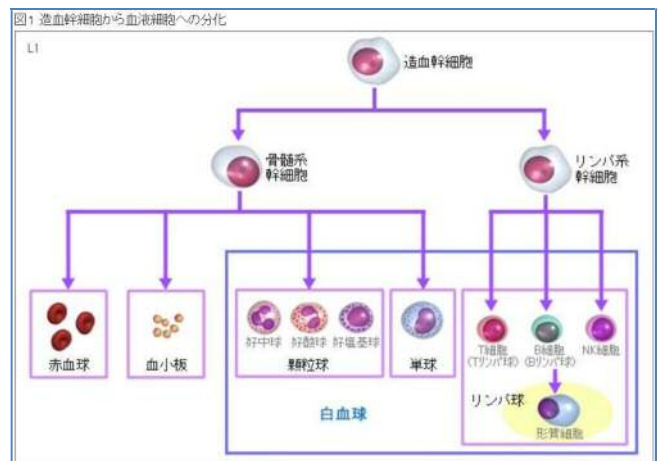 図1 造血幹細胞から血液細胞への分化
L1
造血幹細胞
骨髄系
幹細胞
リンパ系
幹細胞
赤血球
血小板
好中球
好酸球
好塩基球
顆粒球
単球
T細胞
(Tリンパ球)
B細胞
(Bリンパ球)
NK細胞
リンパ球
形質細胞
白血球